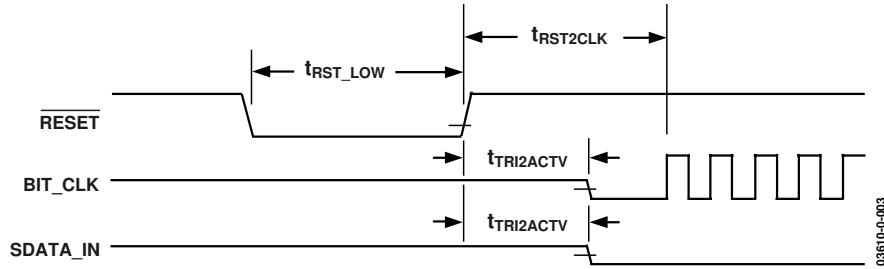 tRST2CLK
tRST_LOW
RESET
tTRI2ACTV
BIT_CLK
tTRI2ACTV
SDATA_IN
03610-0-003